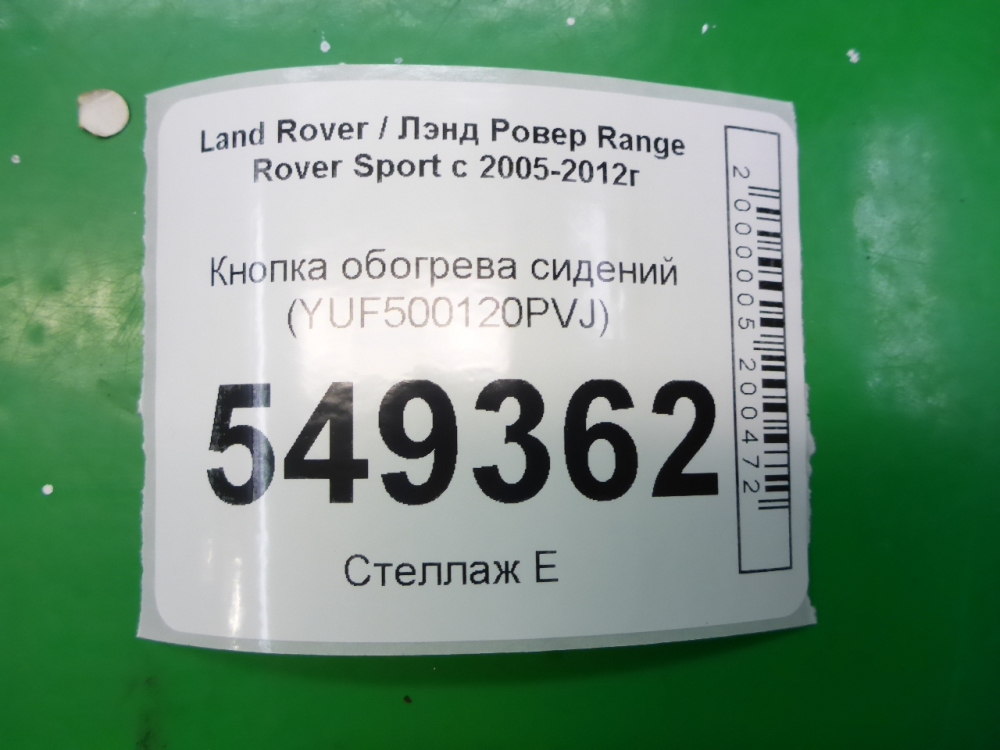 Land Rover / Лэнд Ровер Range
Rover Sport с 2005-2012г
Кнопка обогрева сидений
(YUF500120PVJ)
549362
Стеллаж Е
2000005200472